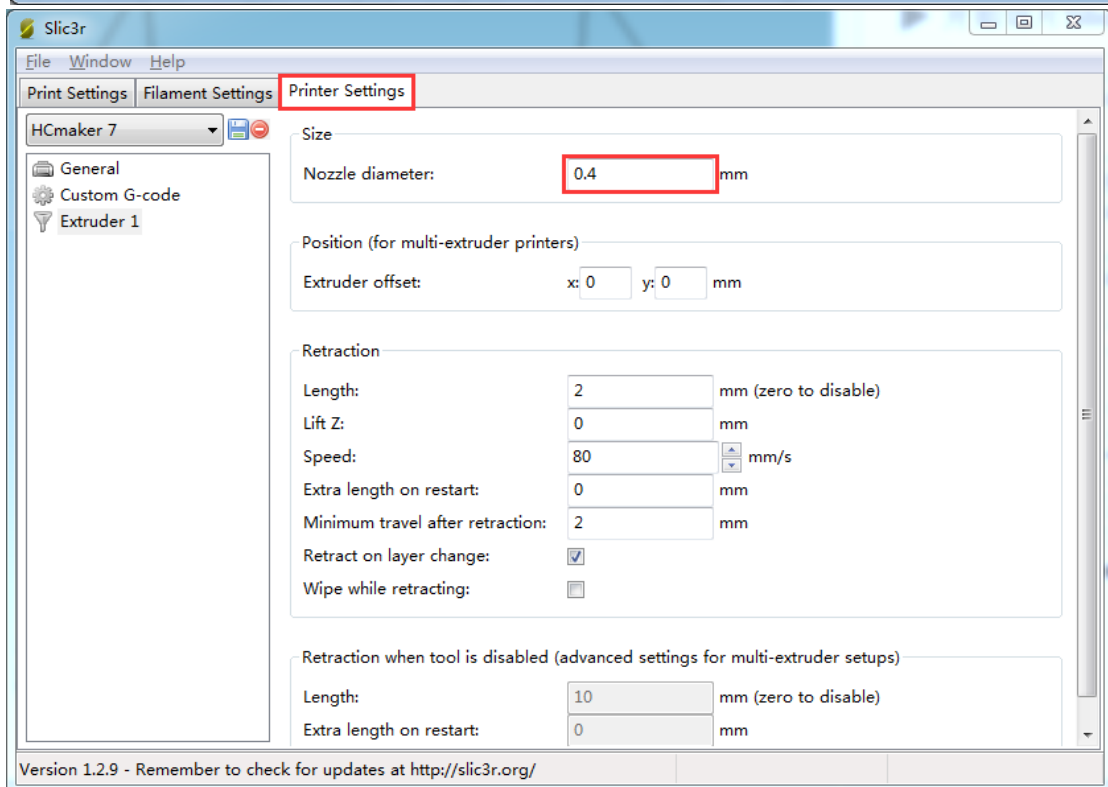 Slic3r
File Window Help
Print Settings Filament Settings Printer Settings
HCmaker 7
General
Custom G-code
Extruder 1
Size
Nozzle diameter: 0.4 mm
Position (for multi-extruder printers)
Extruder offset: x: 0 y: 0 mm
Retraction
Length: 2 mm (zero to disable)
Lift Z: 0 mm
Speed: 80 mm/s
Extra length on restart: 0 mm
Minimum travel after retraction: 2 mm
Retract on layer change:
Wipe while retracting:
Retraction when tool is disabled (advanced settings for multi-extruder setups)
Length: 10 mm (zero to disable)
Extra length on restart: 0 mm
Version 1.2.9 - Remember to check for updates at http://slic3r.org/